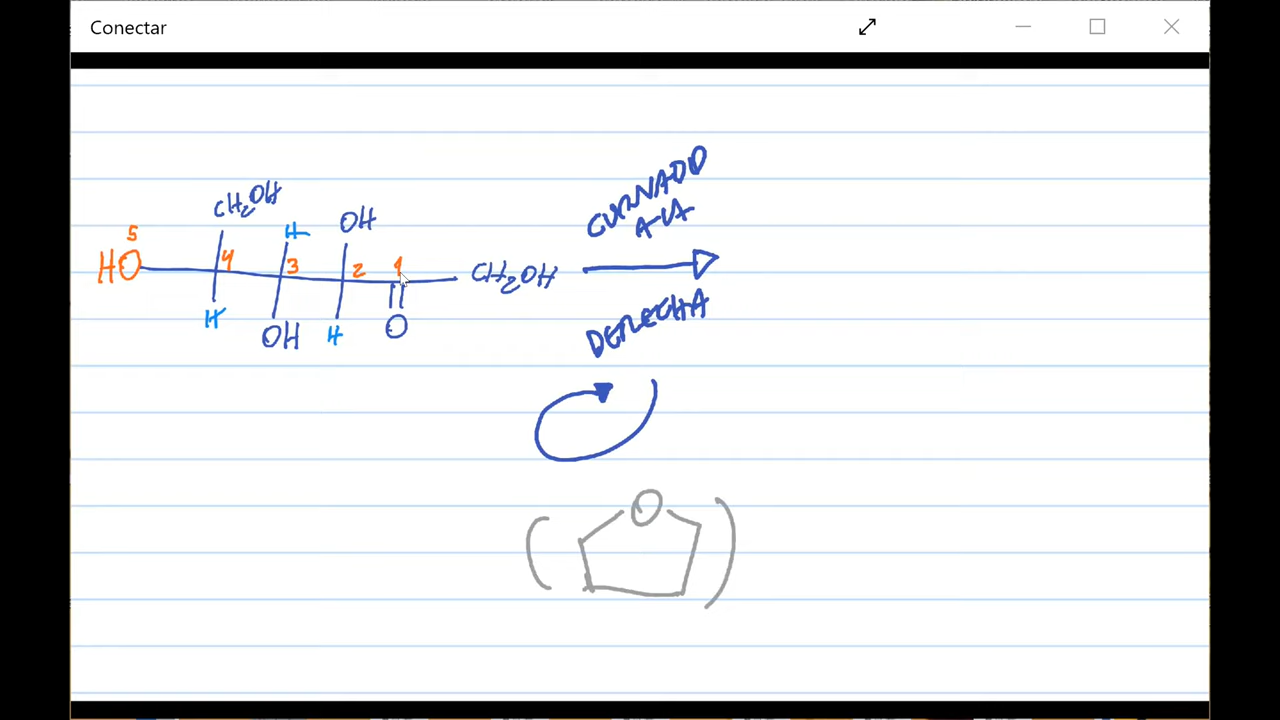 Conectar
CH2OH
OH
H
5
HO
4
3
2
1
CH2OH
H
OH
H
O
CURVADO
A LA
DERECHA
O